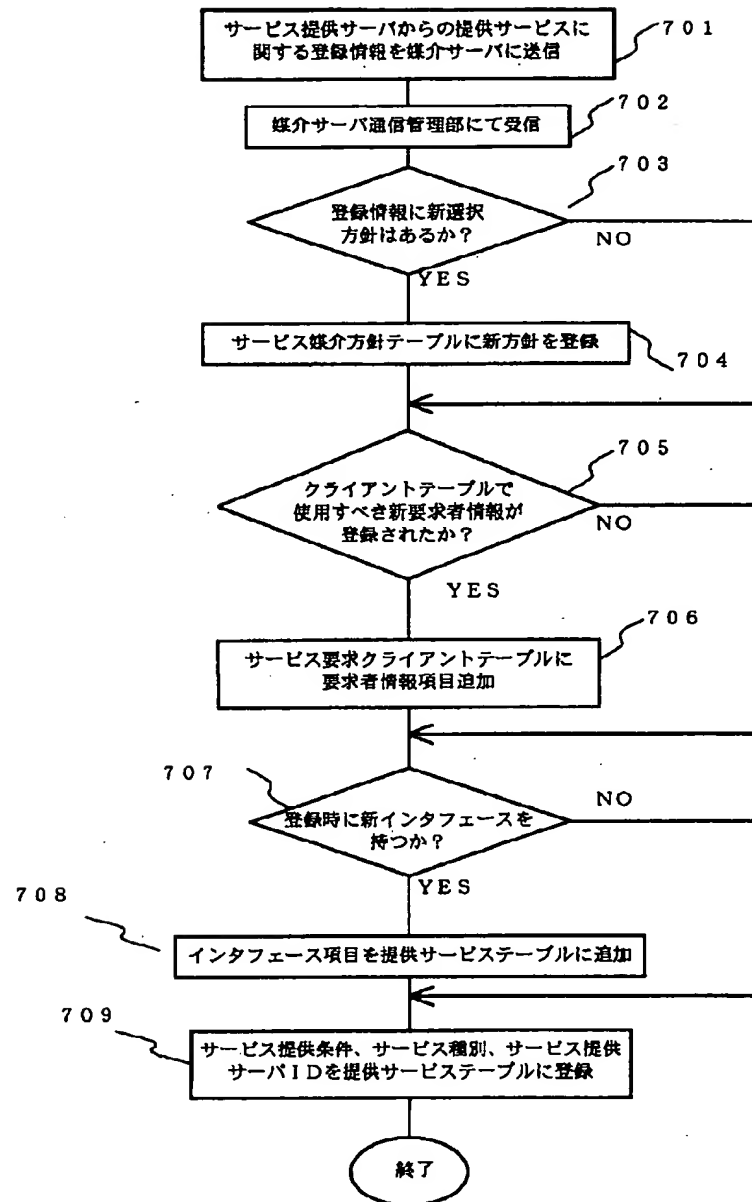 サービス提供サーバからの提供サービスに
関する登録情報を媒介サーバに送信
701
媒介サーバ通信管理部にて受信
702
703
登録情報に新選択
方針はあるか?
NO
YES
サービス媒介方針テーブルに新方針を登録
704
705
クライアントテーブルで
使用すべき新要求者情報が
登録されたか?
NO
YES
706
サービス要求クライアントテーブルに
要求者情報項目追加
707
NO
登録時に新インタフェースを
持つか?
YES
708
インタフェース項目を提供サービステーブルに追加
709
サービス提供条件、サービス種別、サービス提供
サーバIDを提供サービステーブルに登録
終了